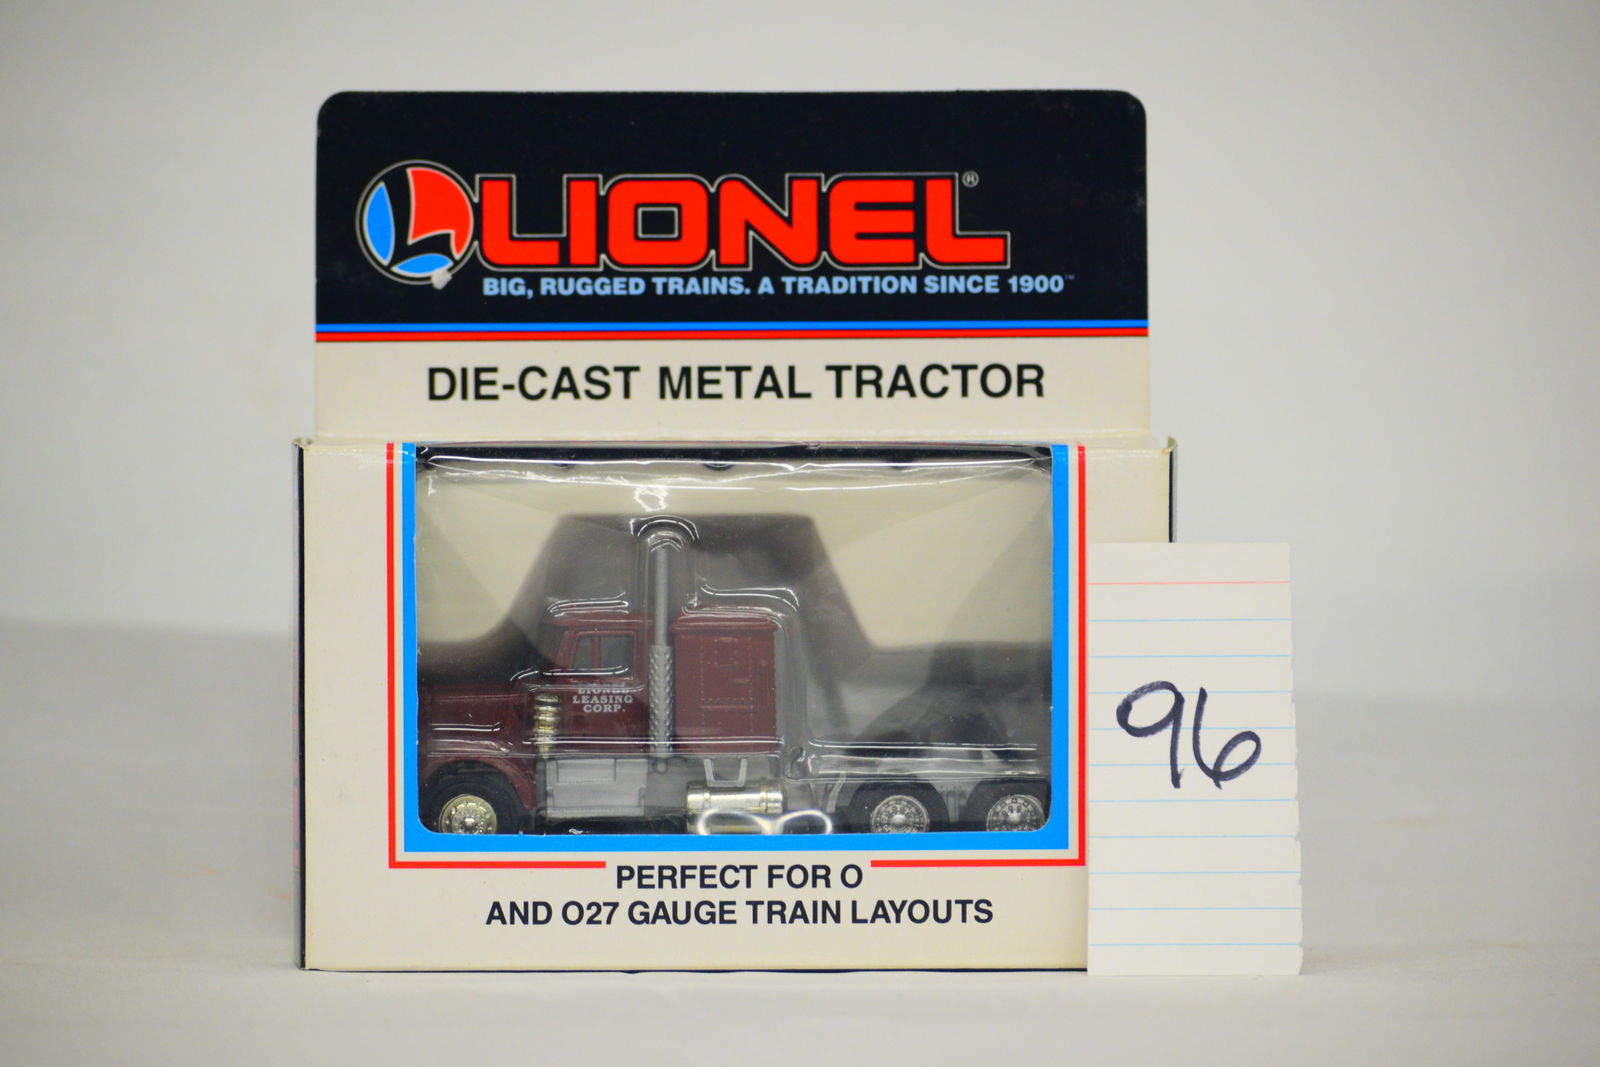 LIONEL®
BIG, RUGGED TRAINS. A TRADITION SINCE 1900™
DIE-CAST METAL TRACTOR
LIONEL
LEASING
CORP.
PERFECT FOR O
AND O27 GAUGE TRAIN LAYOUTS
96